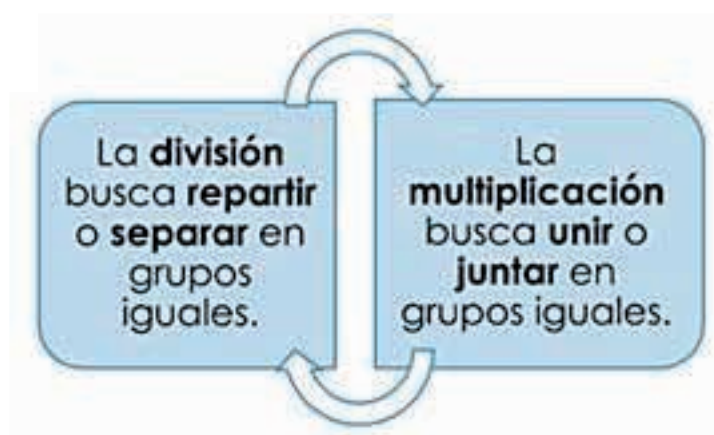 La división
busca repartir
o separar en
grupos
iguales.
La
multiplicación
busca unir o
juntar en
grupos iguales.